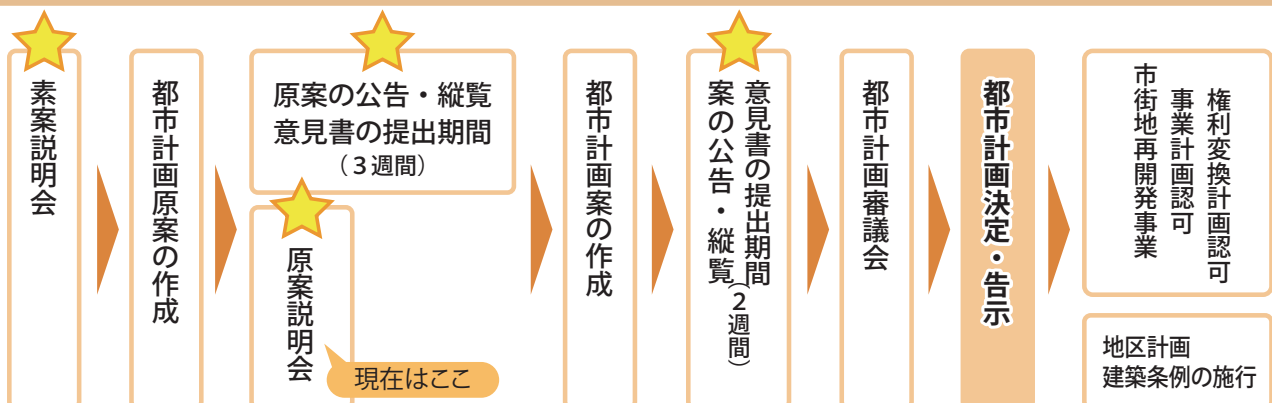 素案説明会
都市計画原案の作成
原案の公告・縦覧
意見書の提出期間
（３週間）
原案説明会
現在はここ
都市計画案の作成
案の公告・縦覧
意見書の提出期間（２週間）
都市計画審議会
都市計画決定・告示
市街地再開発事業
事業計画認可
権利変換計画認可
地区計画
建築条例の施行